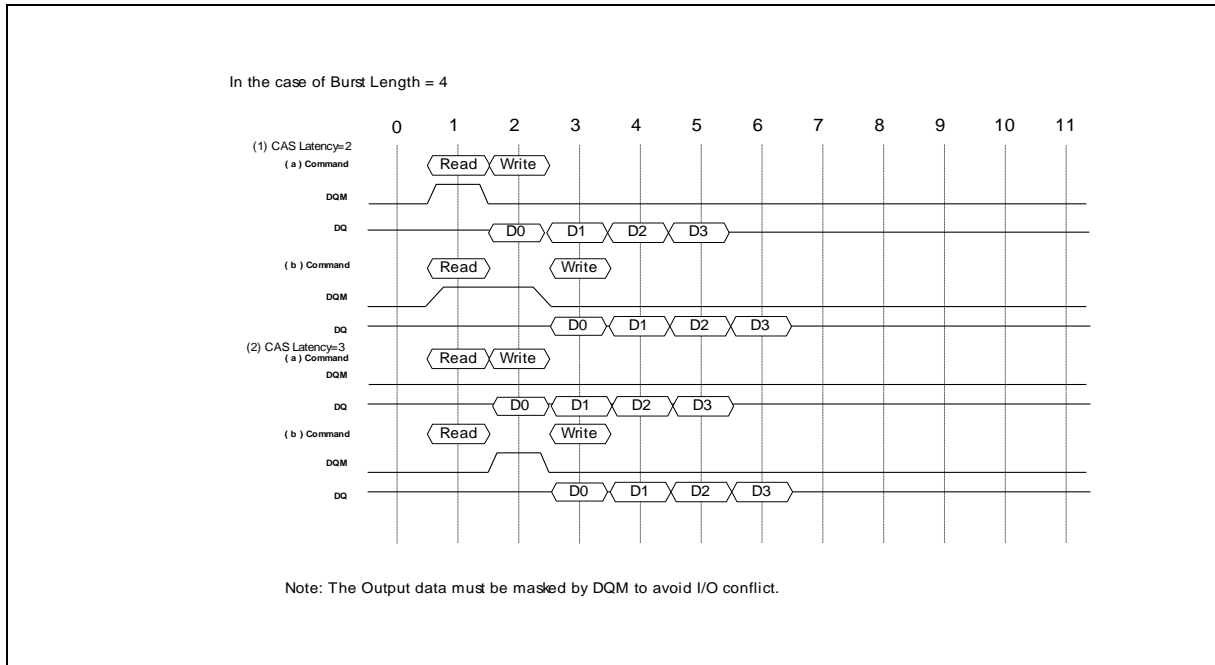 In the case of Burst Length = 4
0 1 2 3 4 5 6 7 8 9 10 11
(1) CAS Latency=2
( a ) Command Read Write
DQM
DQ D0 D1 D2 D3
( b ) Command Read Write
DQM
DQ D0 D1 D2 D3
(2) CAS Latency=3
( a ) Command Read Write
DQM
DQ D0 D1 D2 D3
( b ) Command Read Write
DQM
DQ D0 D1 D2 D3
Note: The Output data must be masked by DQM to avoid I/O conflict.